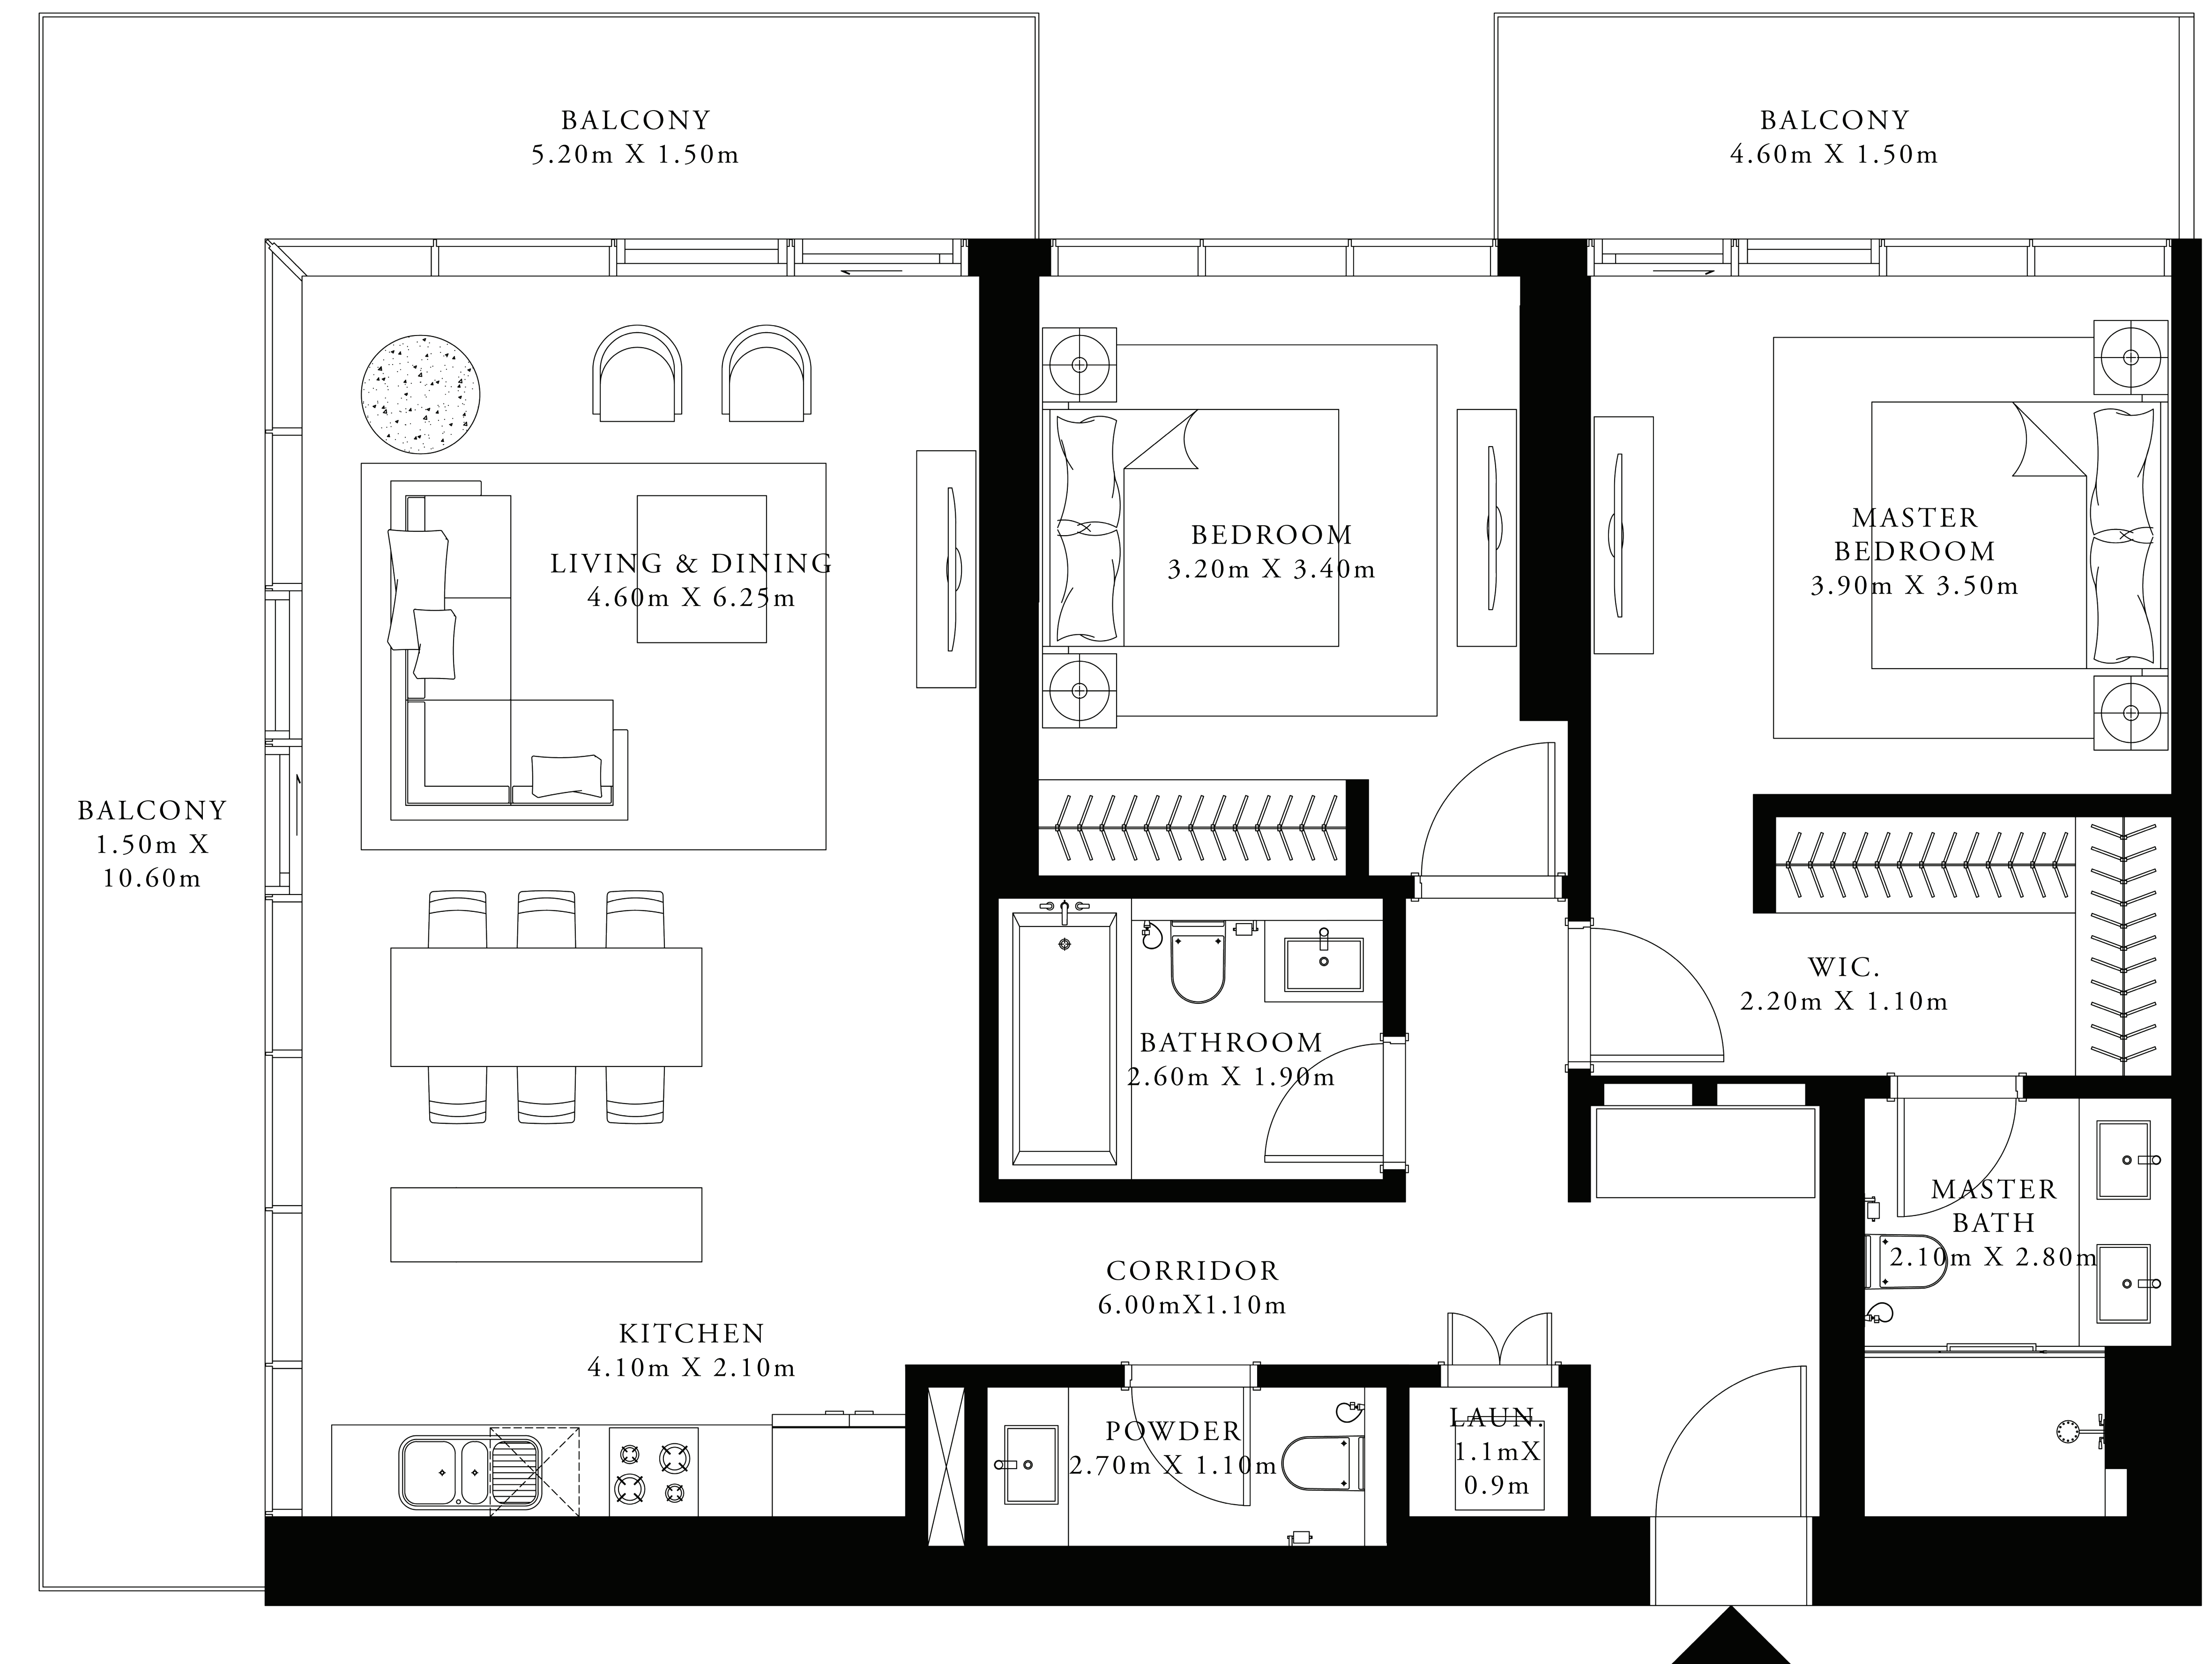 BALCONY
5.20m X 1.50m
BALCONY
4.60m X 1.50m
LIVING & DINING
4.60m X 6.25m
BEDROOM
3.20m X 3.40m
MASTER
BEDROOM
3.90m X 3.50m
BALCONY
1.50m X
10.60m
WIC.
2.20m X 1.10m
BATHROOM
2.60m X 1.90m
MASTER
BATH
2.10m X 2.80m
CORRIDOR
6.00mX1.10m
KITCHEN
4.10m X 2.10m
POWDER
2.70m X 1.10m
LAUN.
1.1mX
0.9m